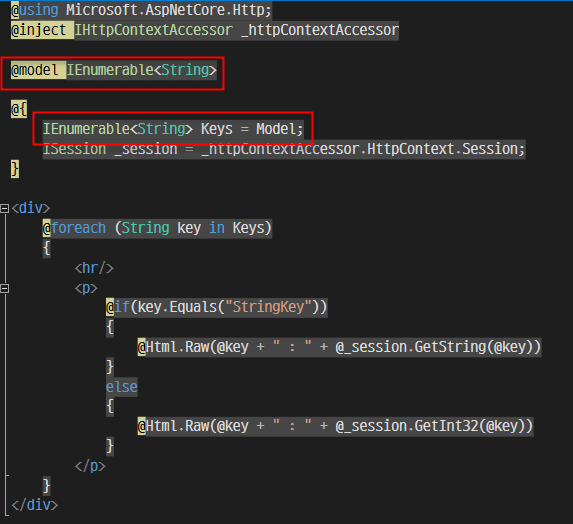 @using Microsoft.AspNetCore.Http;
@inject IHttpContextAccessor _httpContextAccessor
@model IEnumerable<String>
@{
IEnumerable<String> Keys = Model;
ISession _session = _httpContextAccessor.HttpContext.Session;
}
<div>
@foreach (String key in Keys)
{
<hr/>
<p>
@if(key.Equals("StringKey"))
{
@Html.Raw(@key + " : " + @_session.GetString(@key))
}
else
{
@Html.Raw(@key + " : " + @_session.GetInt32(@key))
}
</p>
}
</div>